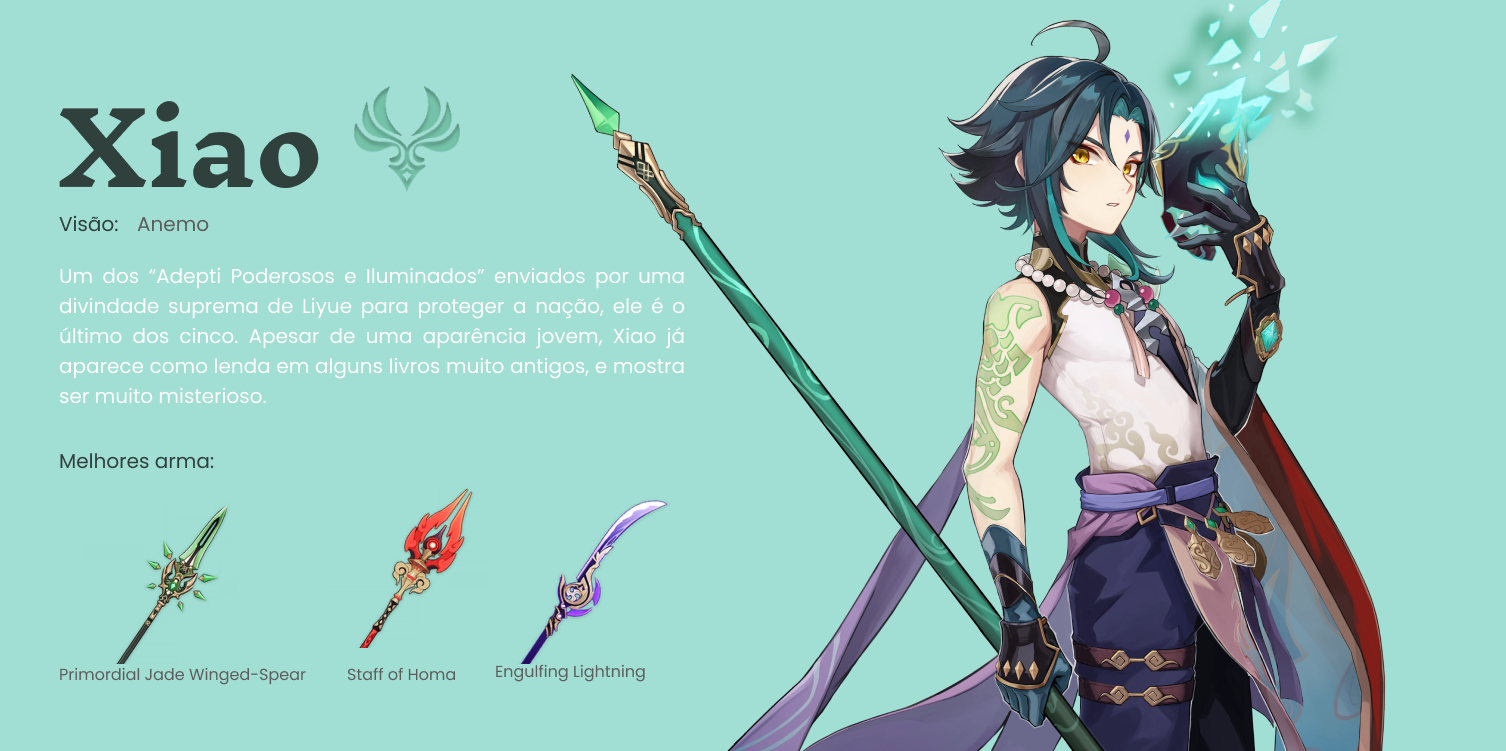 Xiao
Visão: Anemo
Um dos “Adepti Poderosos e Iluminados” enviados por uma
divindade suprema de Liyue para proteger a nação, ele é o
último dos cinco. Apesar de uma aparência jovem, Xiao já
aparece como lenda em alguns livros muito antigos, e mostra
ser muito misterioso.
Melhores arma:
Primordial Jade Winged-Spear
Staff of Homa
Engulfing Lightning